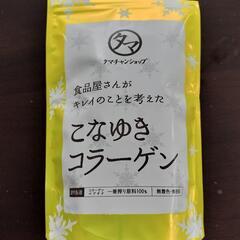 タマ
タマチャンショップ
食品屋さんが
キレイのことを考えた
こなゆき
コラーゲン
一番搾り原料100%
無着色